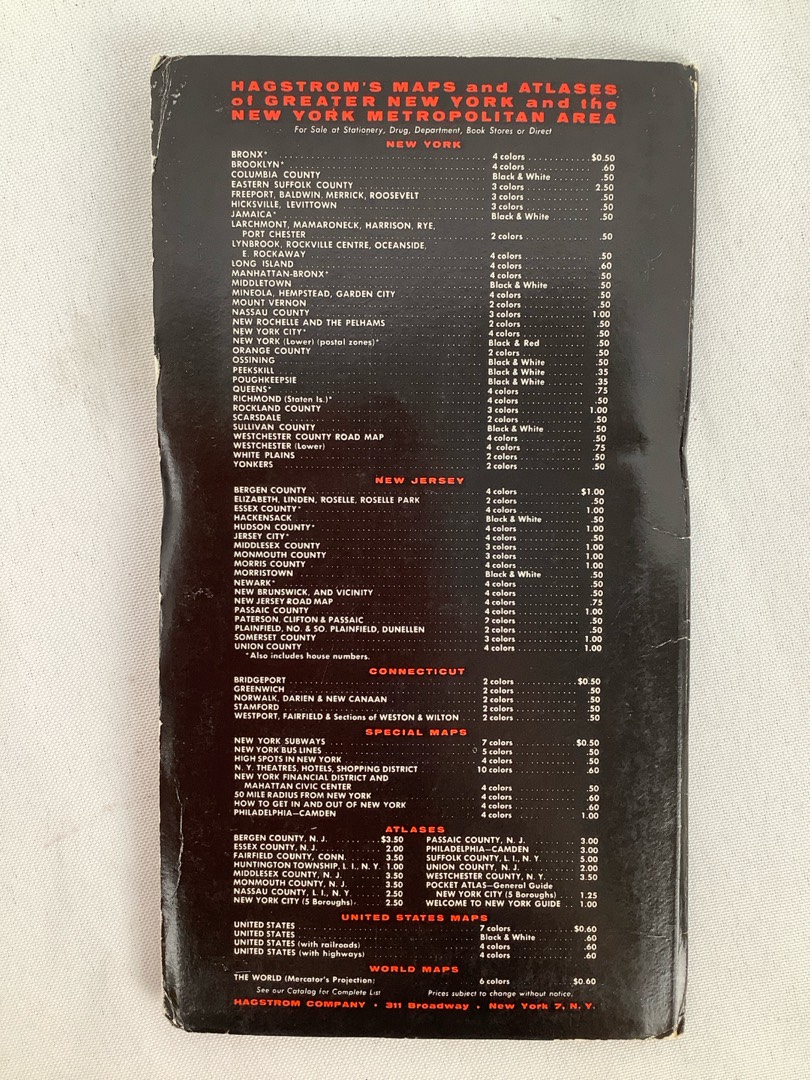 HAGSTROM'S MAPS and ATLASES
of GREATER NEW YORK and the
NEW YORK METROPOLITAN AREA
For Sale at Stationery, Drug, Department, Book Stores or Direct
NEW YORK
BRONX* 4 colors $0.50
BROOKLYN* 4 colors .60
COLUMBIA COUNTY Black & White .50
EASTERN SUFFOLK COUNTY 3 colors 2.50
FREEPORT, BALDWIN, MERRICK, ROOSEVELT 3 colors .50
HICKSVILLE, LEVITTOWN 3 colors .50
JAMAICA* Black & White .50
LARCHMONT, MAMARONECK, HARRISON, RYE,
PORT CHESTER 2 colors .50
LYNBROOK, ROCKVILLE CENTRE, OCEANSIDE,
E. ROCKAWAY 4 colors .50
LONG ISLAND 4 colors .60
MANHATTAN-BRONX* 4 colors .50
MIDDLETOWN Black & White .50
MINEOLA, HEMPSTEAD, GARDEN CITY 4 colors .50
MOUNT VERNON 2 colors .50
NASSAU COUNTY 3 colors 1.00
NEW ROCHELLE AND THE PELHAMS 2 colors .50
NEW YORK CITY* 4 colors .50
NEW YORK (Lower) (postal zones)* Black & Red .50
ORANGE COUNTY 2 colors .50
OSSINING Black & White .50
PEEKSKILL Black & White .35
POUGHKEEPSIE Black & White .35
QUEENS* 4 colors .75
RICHMOND (Staten Is.)* 4 colors .50
ROCKLAND COUNTY 3 colors 1.00
SCARSDALE 2 colors .50
SULLIVAN COUNTY Black & White .50
WESTCHESTER COUNTY ROAD MAP 4 colors .50
WESTCHESTER (Lower) 4 colors .75
WHITE PLAINS 2 colors .50
YONKERS 2 colors .50
NEW JERSEY
BERGEN COUNTY 4 colors $1.00
ELIZABETH, LINDEN, ROSELLE, ROSELLE PARK 2 colors .50
ESSEX COUNTY* 4 colors 1.00
HACKENSACK Black & White .50
HUDSON COUNTY* 4 colors 1.00
JERSEY CITY* 4 colors .50
MIDDLESEX COUNTY 3 colors 1.00
MONMOUTH COUNTY 3 colors 1.00
MORRIS COUNTY 4 colors 1.00
MORRISTOWN Black & White .50
NEWARK* 4 colors .50
NEW BRUNSWICK, AND VICINITY 4 colors .50
NEW JERSEY ROAD MAP 4 colors .75
PASSAIC COUNTY 4 colors 1.00
PATERSON, CLIFTON & PASSAIC 2 colors .50
PLAINFIELD, NO. & SO. PLAINFIELD, DUNELLEN 2 colors .50
SOMERSET COUNTY 3 colors 1.00
UNION COUNTY 4 colors 1.00
*Also includes house numbers.
CONNECTICUT
BRIDGEPORT 2 colors $0.50
GREENWICH 2 colors .50
NORWALK, DARIEN & NEW CANAAN 2 colors .50
STAMFORD 2 colors .50
WESTPORT, FAIRFIELD & Sections of WESTON & WILTON 2 colors .50
SPECIAL MAPS
NEW YORK SUBWAYS 7 colors $0.50
NEW YORK BUS LINES 5 colors .50
HIGH SPOTS IN NEW YORK 4 colors .50
N. Y. THEATRES, HOTELS, SHOPPING DISTRICT 10 colors .60
NEW YORK FINANCIAL DISTRICT AND
MAHATTAN CIVIC CENTER 4 colors .50
50 MILE RADIUS FROM NEW YORK 4 colors .60
HOW TO GET IN AND OUT OF NEW YORK 4 colors .60
PHILADELPHIA—CAMDEN 4 colors 1.00
ATLASES
BERGEN COUNTY, N. J. $3.50
ESSEX COUNTY, N. J. 2.00
FAIRFIELD COUNTY, CONN. 3.50
HUNTINGTON TOWNSHIP, L. I., N. Y. 1.00
MIDDLESEX COUNTY, N. J. 3.50
MONMOUTH COUNTY, N. J. 3.50
NASSAU COUNTY, L. I., N. Y. 2.50
NEW YORK CITY (5 Boroughs) 2.50
PASSAIC COUNTY, N. J. 3.00
PHILADELPHIA—CAMDEN 3.00
SUFFOLK COUNTY, L. I., N. Y. 5.00
UNION COUNTY, N. J. 2.00
WESTCHESTER COUNTY, N. Y. 3.50
POCKET ATLAS—General Guide
NEW YORK CITY (5 Boroughs) 1.25
WELCOME TO NEW YORK GUIDE 1.00
UNITED STATES MAPS
UNITED STATES 7 colors $0.60
UNITED STATES Black & White .60
UNITED STATES (with railroads) 4 colors .60
UNITED STATES (with highways) 4 colors .60
WORLD MAPS
THE WORLD (Mercator's Projection: 6 colors $0.60
See our Catalog for Complete List Prices subject to change without notice.
HAGSTROM COMPANY • 311 Broadway • New York 7, N. Y.